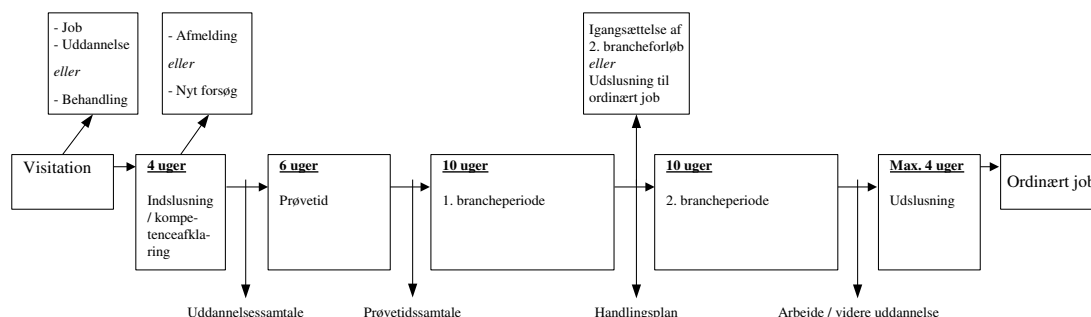 - Job
- Uddannelse
eller
- Behandling
- Afmelding
eller
- Nyt forsøg
Igangsættelse af
2. brancheforløb
eller
Udslusning til
ordinært job
Visitation
4 uger
Indslusning
/ kompe-
tenceafkla-
ring
6 uger
Prøvetid
10 uger
1. brancheperiode
10 uger
2. brancheperiode
Max. 4 uger
Udslusning
Ordinært job
Uddannelsessamtale
Prøvetidssamtale
Handlingsplan
Arbejde / videre uddannelse